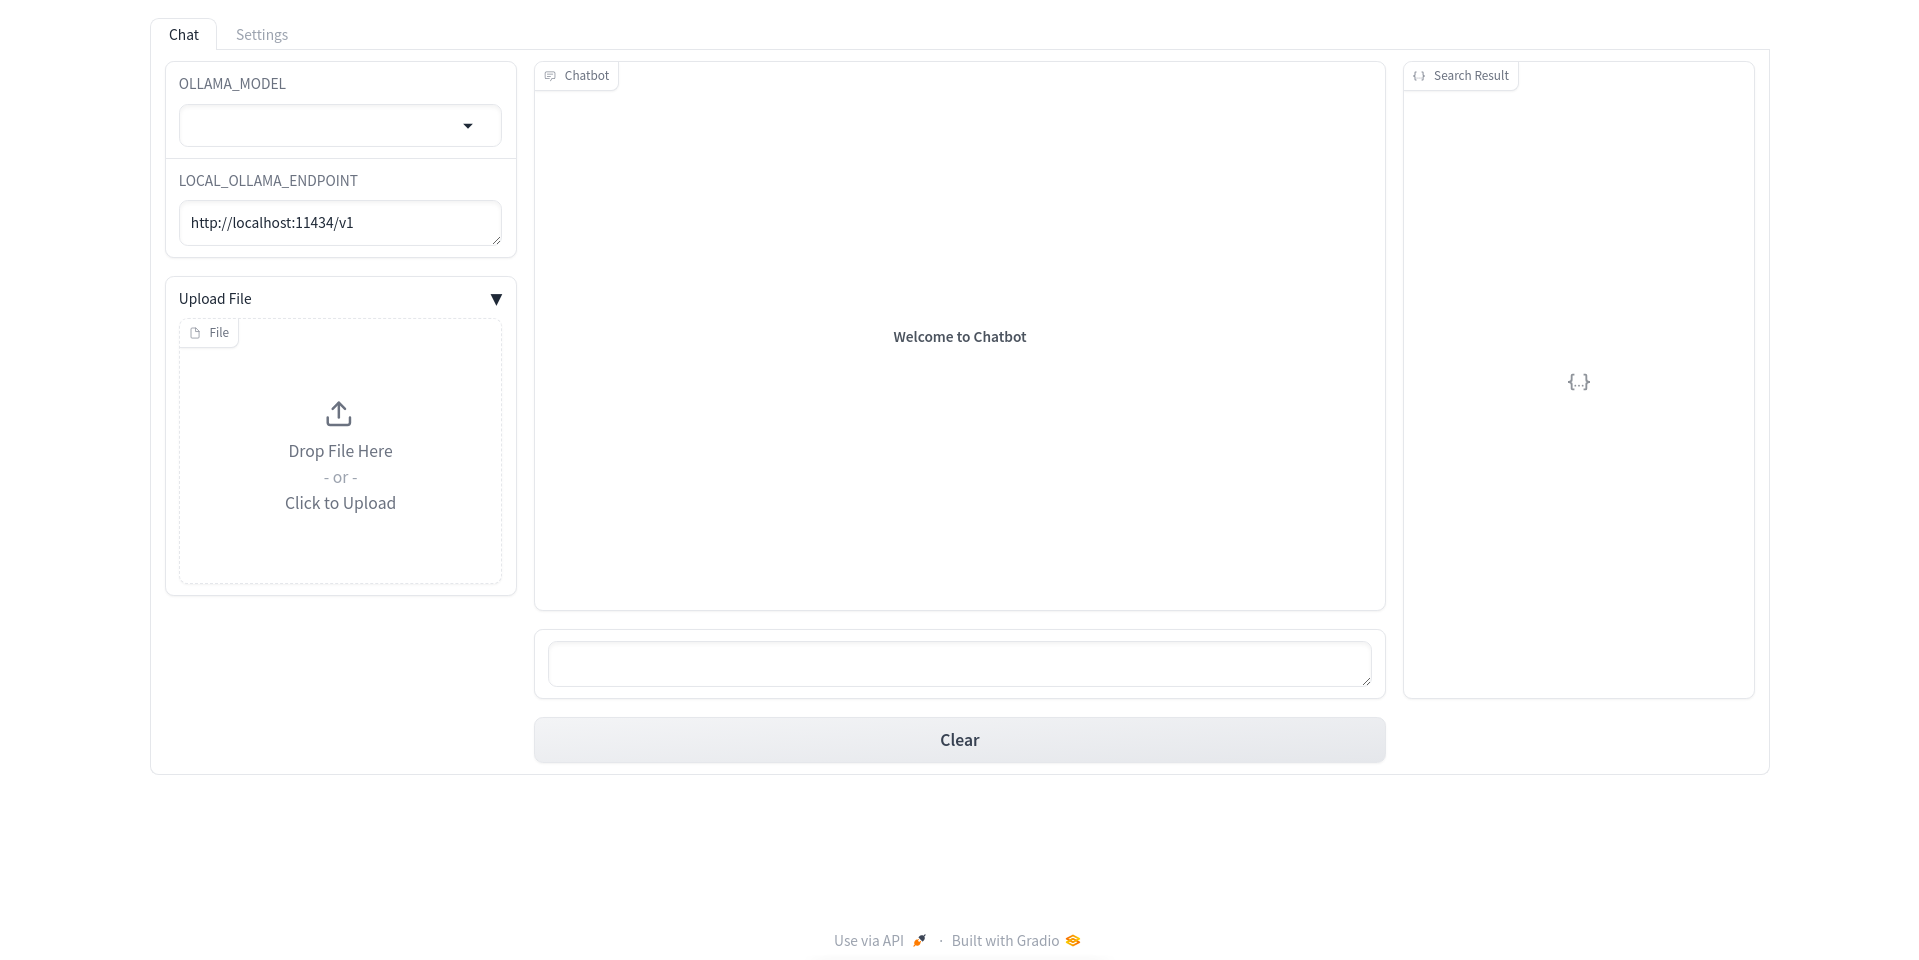 Chat
Settings
OLLAMA_MODEL
LOCAL_OLLAMA_ENDPOINT
http://localhost:11434/v1
Upload File
File
Drop File Here
- or -
Click to Upload
Chatbot
Welcome to Chatbot
Clear
Search Result
{...}
Use via API · Built with Gradio